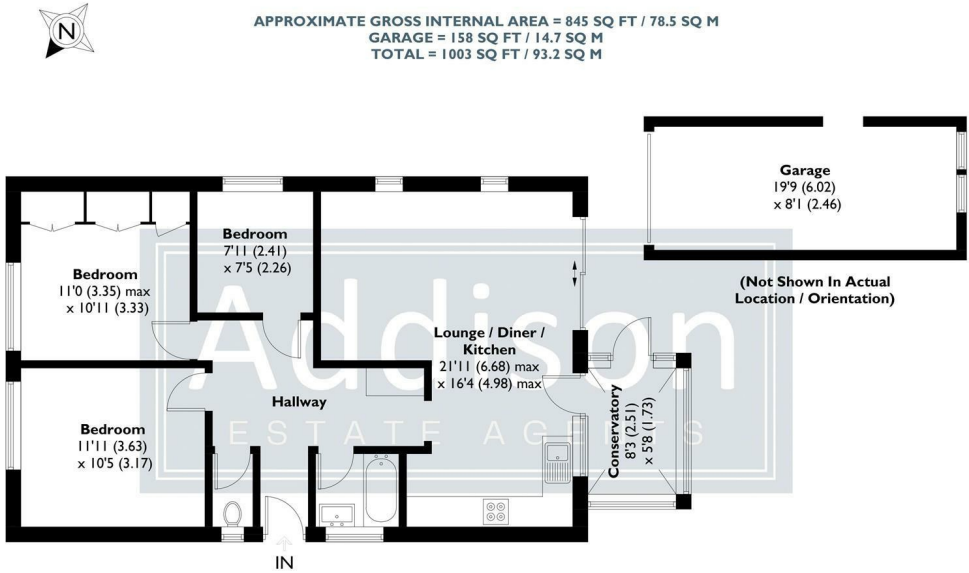 N
APPROXIMATE GROSS INTERNAL AREA = 845 SQ FT / 78.5 SQ M
GARAGE = 158 SQ FT / 14.7 SQ M
TOTAL = 1003 SQ FT / 93.2 SQ M
Garage
19'9 (6.02)
x 8'1 (2.46)
(Not Shown In Actual
Location / Orientation)
Bedroom
7'11 (2.41)
x 7'5 (2.26)
Bedroom
11'0 (3.35) max
x 10'11 (3.33)
Lounge / Diner /
Kitchen
21'11 (6.68) max
x 16'4 (4.98) max
Hallway
Bedroom
11'11 (3.63)
x 10'5 (3.17)
Conservatory
8'3 (2.51)
x 5'8 (1.73)
Addison
ESTATE AGENTS
IN